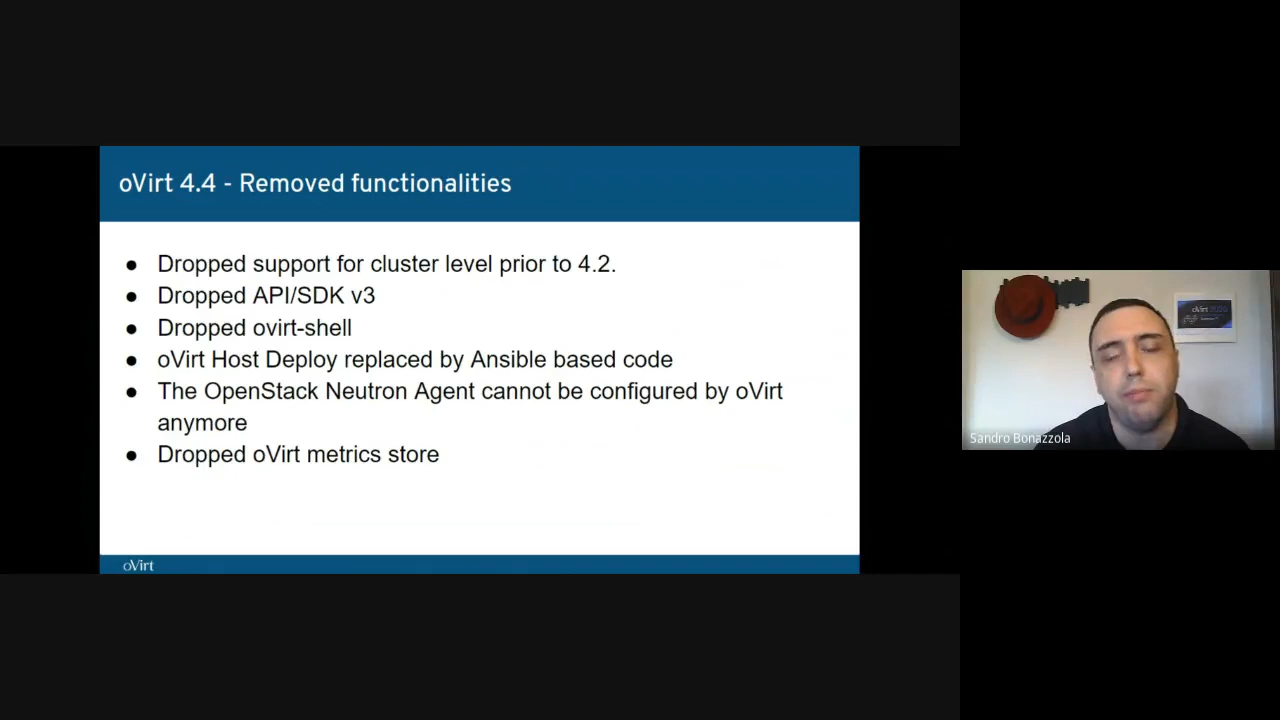 oVirt 4.4 - Removed functionalities
● Dropped support for cluster level prior to 4.2.
● Dropped API/SDK v3
● Dropped ovirt-shell
● oVirt Host Deploy replaced by Ansible based code
● The OpenStack Neutron Agent cannot be configured by oVirt
anymore
● Dropped oVirt metrics store
oVirt
oVirt 2020
Sandro Bonazzola